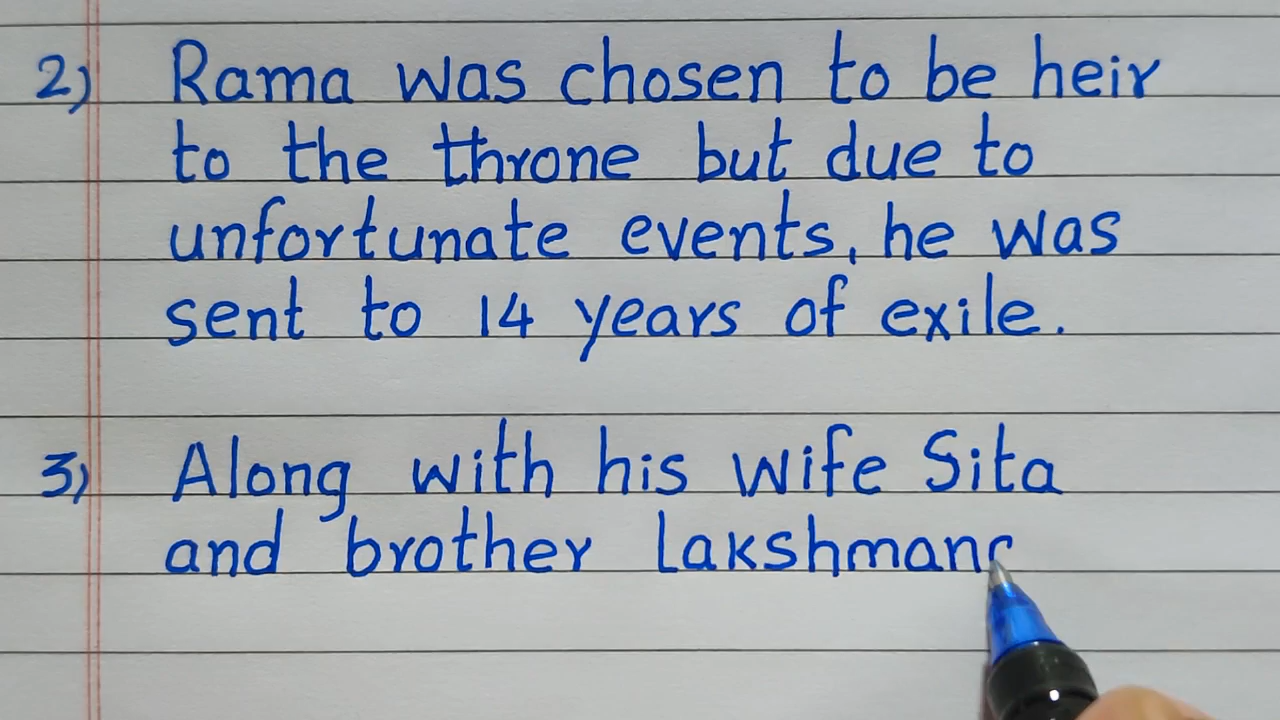 2) Rama was chosen to be heir
to the throne but due to
unfortunate events, he was
sent to 14 years of exile.
3) Along with his wife Sita
and brother Lakshmana